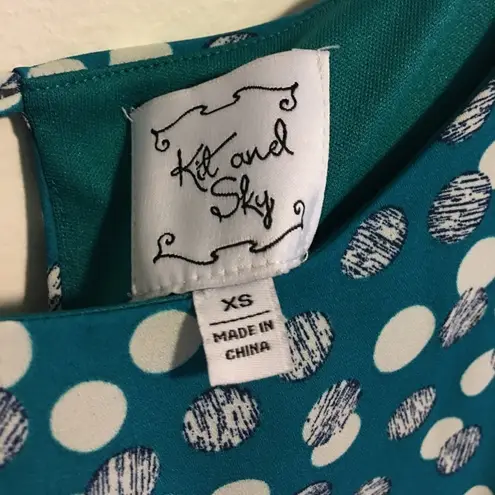 Kit and
Sky
XS
MADE IN
CHINA